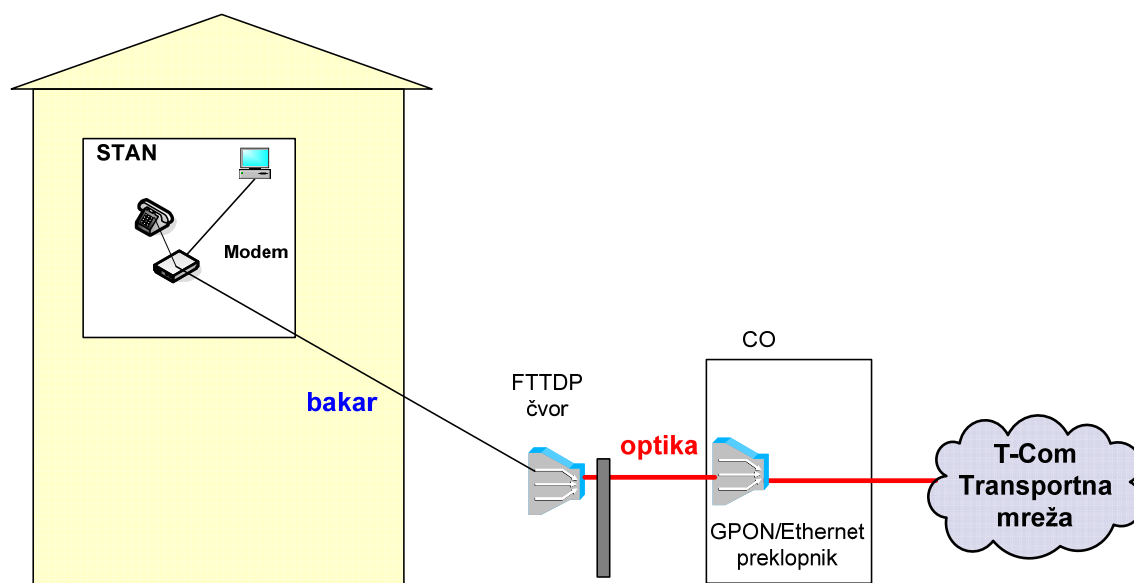 STAN
Modem
bakar
FTTDP
čvor
optika
CO
GPON/Ethernet
preklopnik
T-Com
Transportna
mreža